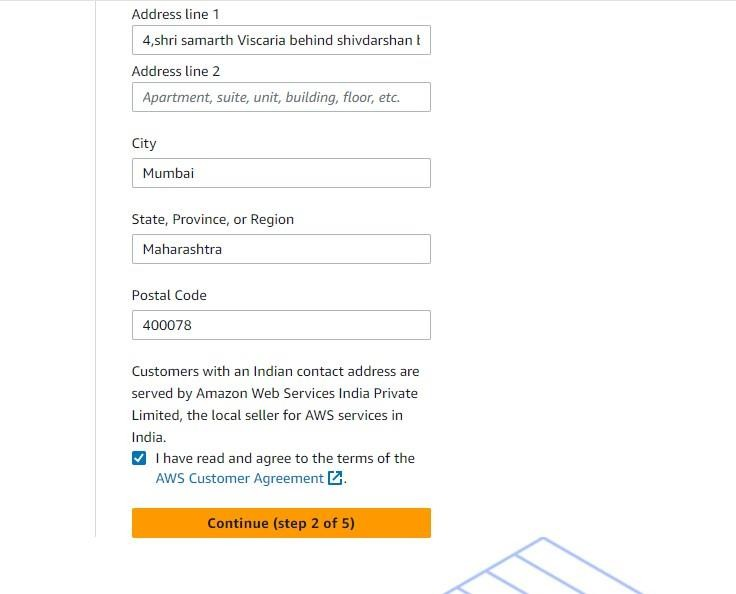 Address line 1
4,shri samarth Viscaria behind shivdarshan
Address line 2
Apartment, suite, unit, building, floor, etc.
City
Mumbai
State, Province, or Region
Maharashtra
Postal Code
400078
Customers with an Indian contact address are
served by Amazon Web Services India Private
Limited, the local seller for AWS services in
India.
I have read and agree to the terms of the
AWS Customer Agreement.
Continue (step 2 of 5)